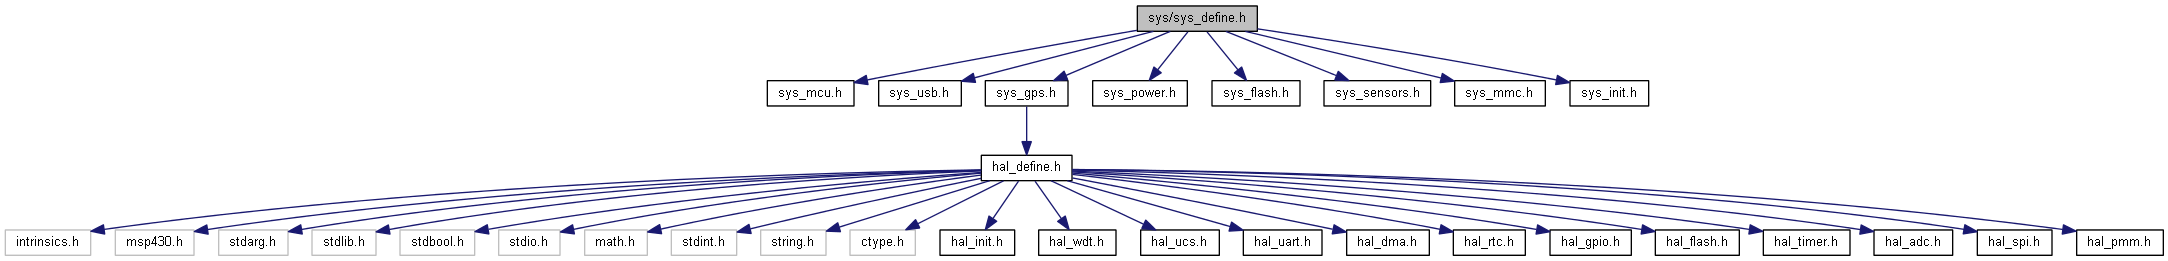 sys/sys_define.h
sys_mcu.h sys_usb.h sys_gps.h sys_power.h sys_flash.h sys_sensors.h sys_mmc.h sys_init.h
hal_define.h
intrinsics.h msp430.h stdarg.h stdlib.h stdbool.h stdio.h math.h stdint.h string.h ctype.h hal_init.h hal_wdt.h hal_ucs.h hal_uart.h hal_dma.h hal_rtc.h hal_gpio.h hal_flash.h hal_timer.h hal_adc.h hal_spi.h hal_pmm.h